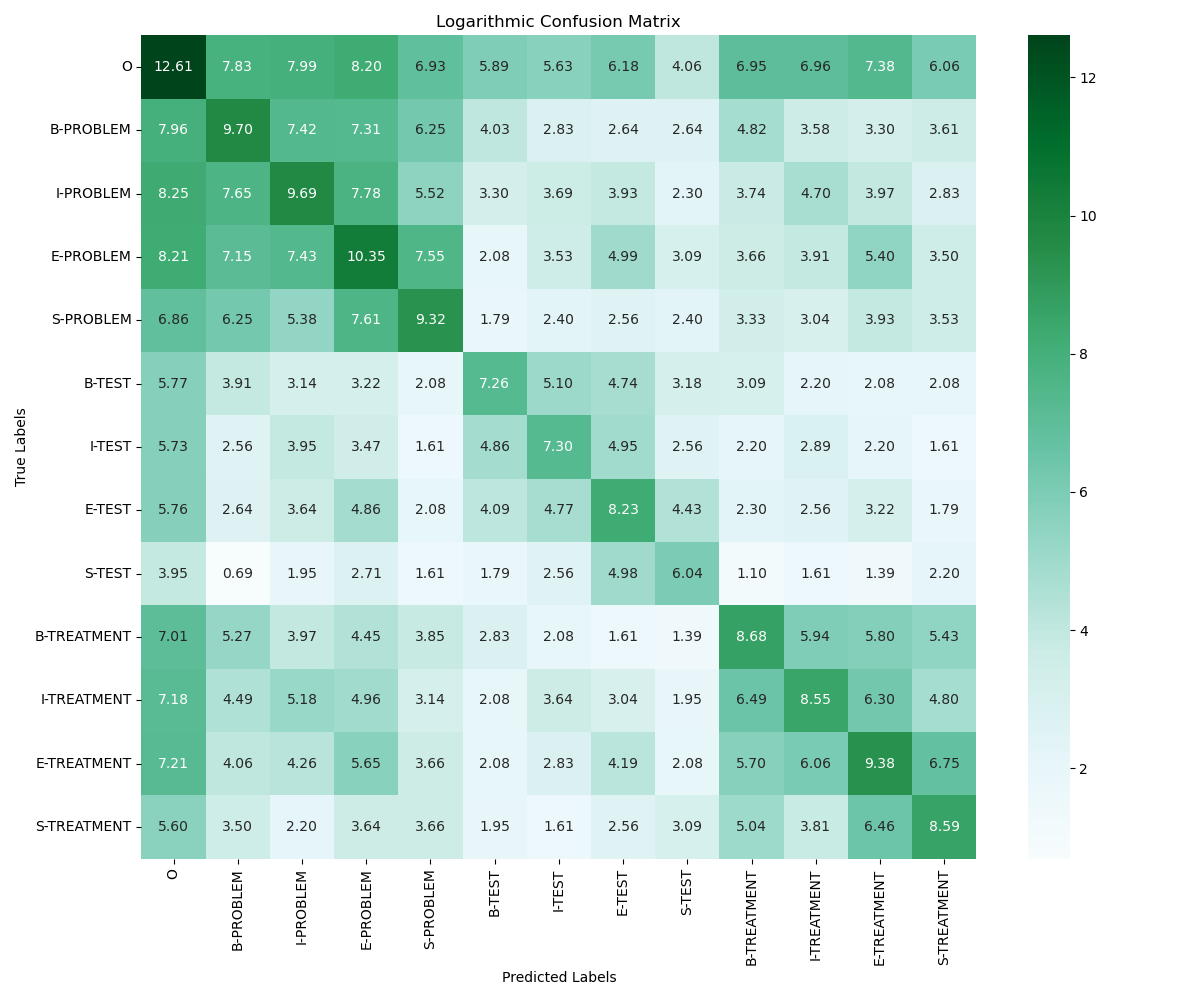 Logarithmic Confusion Matrix
O 12.61 7.83 7.99 8.20 6.93 5.89 5.63 6.18 4.06 6.95 6.96 7.38 6.06
B-PROBLEM 7.96 9.70 7.42 7.31 6.25 4.03 2.83 2.64 2.64 4.82 3.58 3.30 3.61
I-PROBLEM 8.25 7.65 9.69 7.78 5.52 3.30 3.69 3.93 2.30 3.74 4.70 3.97 2.83
E-PROBLEM 8.21 7.15 7.43 10.35 7.55 2.08 3.53 4.99 3.09 3.66 3.91 5.40 3.50
S-PROBLEM 6.86 6.25 5.38 7.61 9.32 1.79 2.40 2.56 2.40 3.33 3.04 3.93 3.53
B-TEST 5.77 3.91 3.14 3.22 2.08 7.26 5.10 4.74 3.18 3.09 2.20 2.08 2.08
I-TEST 5.73 2.56 3.95 3.47 1.61 4.86 7.30 4.95 2.56 2.20 2.89 2.20 1.61
E-TEST 5.76 2.64 3.64 4.86 2.08 4.09 4.77 8.23 4.43 2.30 2.56 3.22 1.79
S-TEST 3.95 0.69 1.95 2.71 1.61 1.79 2.56 4.98 6.04 1.10 1.61 1.39 2.20
B-TREATMENT 7.01 5.27 3.97 4.45 3.85 2.83 2.08 1.61 1.39 8.68 5.94 5.80 5.43
I-TREATMENT 7.18 4.49 5.18 4.96 3.14 2.08 3.64 3.04 1.95 6.49 8.55 6.30 4.80
E-TREATMENT 7.21 4.06 4.26 5.65 3.66 2.08 2.83 4.19 2.08 5.70 6.06 9.38 6.75
S-TREATMENT 5.60 3.50 2.20 3.64 3.66 1.95 1.61 2.56 3.09 5.04 3.81 6.46 8.59
O B-PROBLEM I-PROBLEM E-PROBLEM S-PROBLEM B-TEST I-TEST E-TEST S-TEST B-TREATMENT I-TREATMENT E-TREATMENT S-TREATMENT
Predicted Labels
True Labels
12
10
8
6
4
2